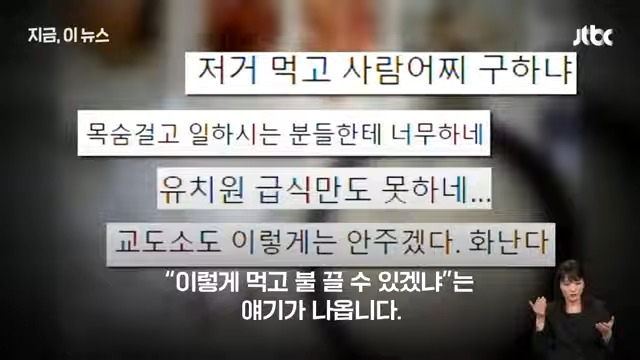 지금, 이 뉴스
jtbc
저거 먹고 사람어찌 구하냐
목숨걸고 일하시는 분들한테 너무하네
유치원 급식만도 못하네...
교도소도 이렇게는 안주겠다. 화난다
“이렇게 먹고 불 끌 수 있겠냐”는
얘기가 나옵니다.